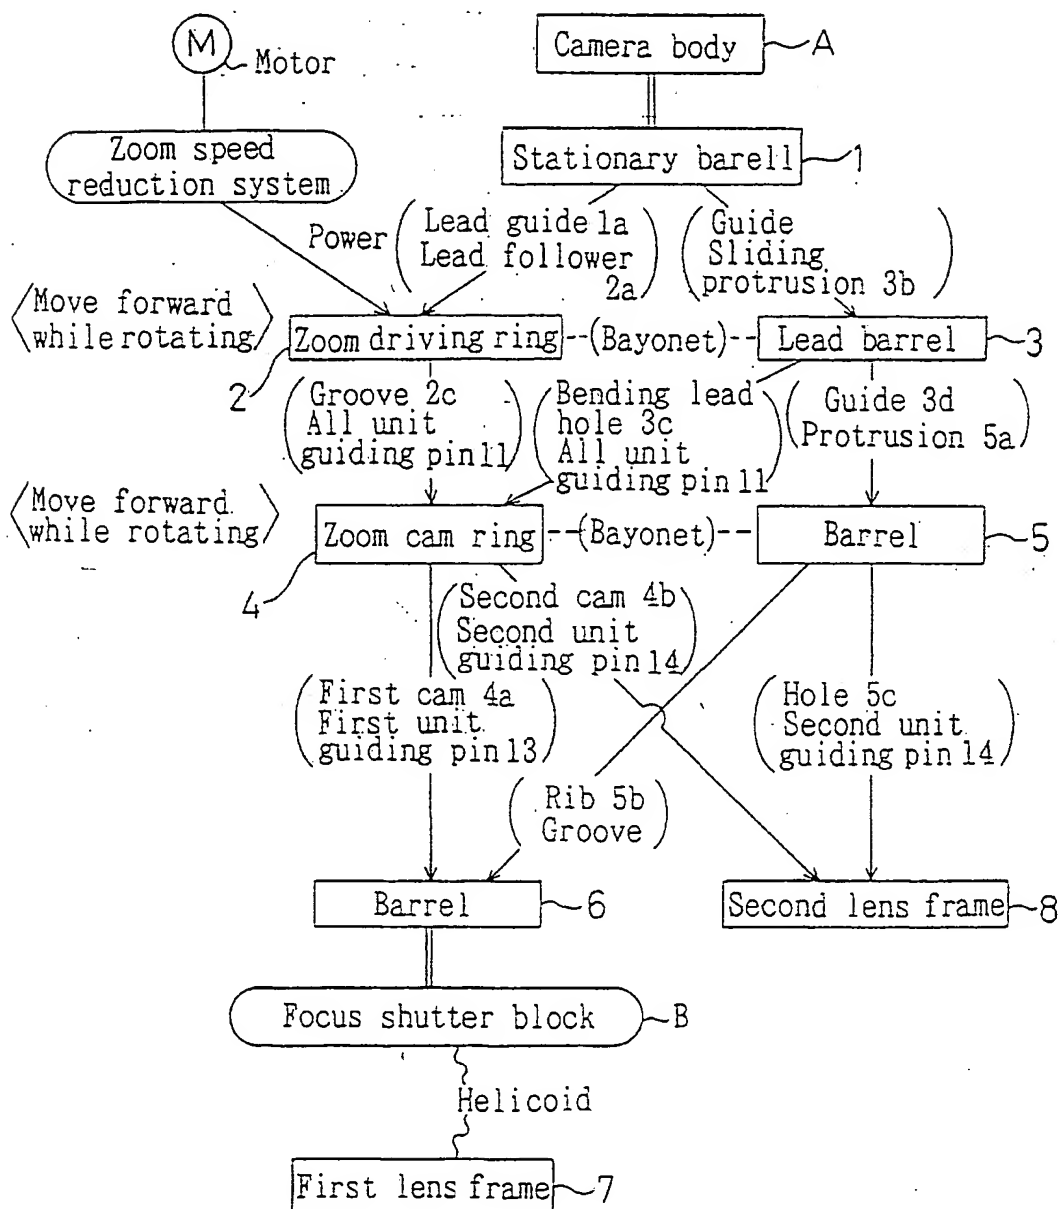 M
Motor
Camera body
A
Zoom speed
reduction system
Stationary barell
1
Power
Lead guide 1a
Lead follower
2a
Guide
Sliding
protrusion 3b
Move forward
while rotating
Zoom driving ring
2
(Bayonet)
Lead barrel
3
Groove 2c
All unit
guiding pin 11
Bending lead
hole 3c
All unit
guiding pin 11
Guide 3d
Protrusion 5a
Move forward
while rotating
Zoom cam ring
4
(Bayonet)
Barrel
5
Second cam 4b
Second unit
guiding pin 14
First cam 4a
First unit
guiding pin 13
Hole 5c
Second unit
guiding pin 14
Rib 5b
Groove
Barrel
6
Second lens frame
8
Focus shutter block
B
Helicoid
First lens frame
7